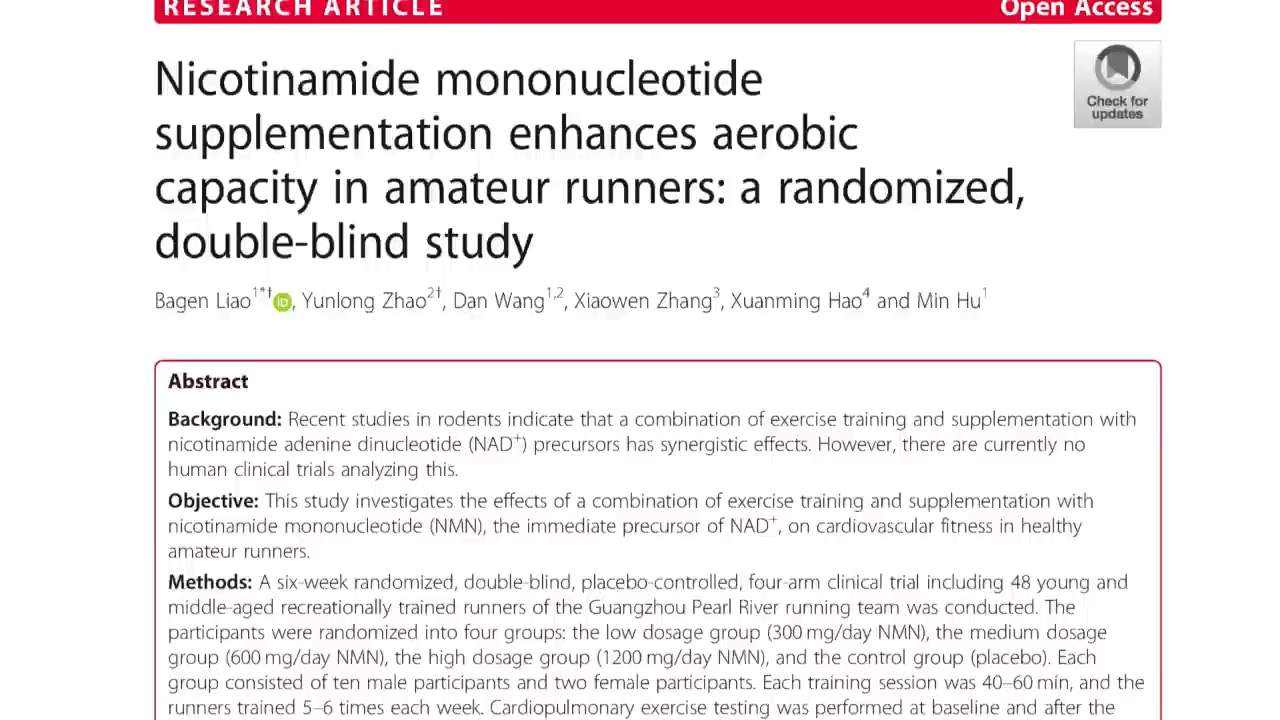 RESEARCH ARTICLE Open Access
Nicotinamide mononucleotide
supplementation enhances aerobic
capacity in amateur runners: a randomized,
double-blind study
Check for
updates
Bagen Liao1*† iD, Yunlong Zhao2†, Dan Wang1,2, Xiaowen Zhang3, Xuanming Hao4 and Min Hu1
Abstract
Background: Recent studies in rodents indicate that a combination of exercise training and supplementation with
nicotinamide adenine dinucleotide (NAD+) precursors has synergistic effects. However, there are currently no
human clinical trials analyzing this.
Objective: This study investigates the effects of a combination of exercise training and supplementation with
nicotinamide mononucleotide (NMN), the immediate precursor of NAD+, on cardiovascular fitness in healthy
amateur runners.
Methods: A six-week randomized, double-blind, placebo-controlled, four-arm clinical trial including 48 young and
middle-aged recreationally trained runners of the Guangzhou Pearl River running team was conducted. The
participants were randomized into four groups: the low dosage group (300 mg/day NMN), the medium dosage
group (600 mg/day NMN), the high dosage group (1200 mg/day NMN), and the control group (placebo). Each
group consisted of ten male participants and two female participants. Each training session was 40–60 min, and the
runners trained 5–6 times each week. Cardiopulmonary exercise testing was performed at baseline and after the